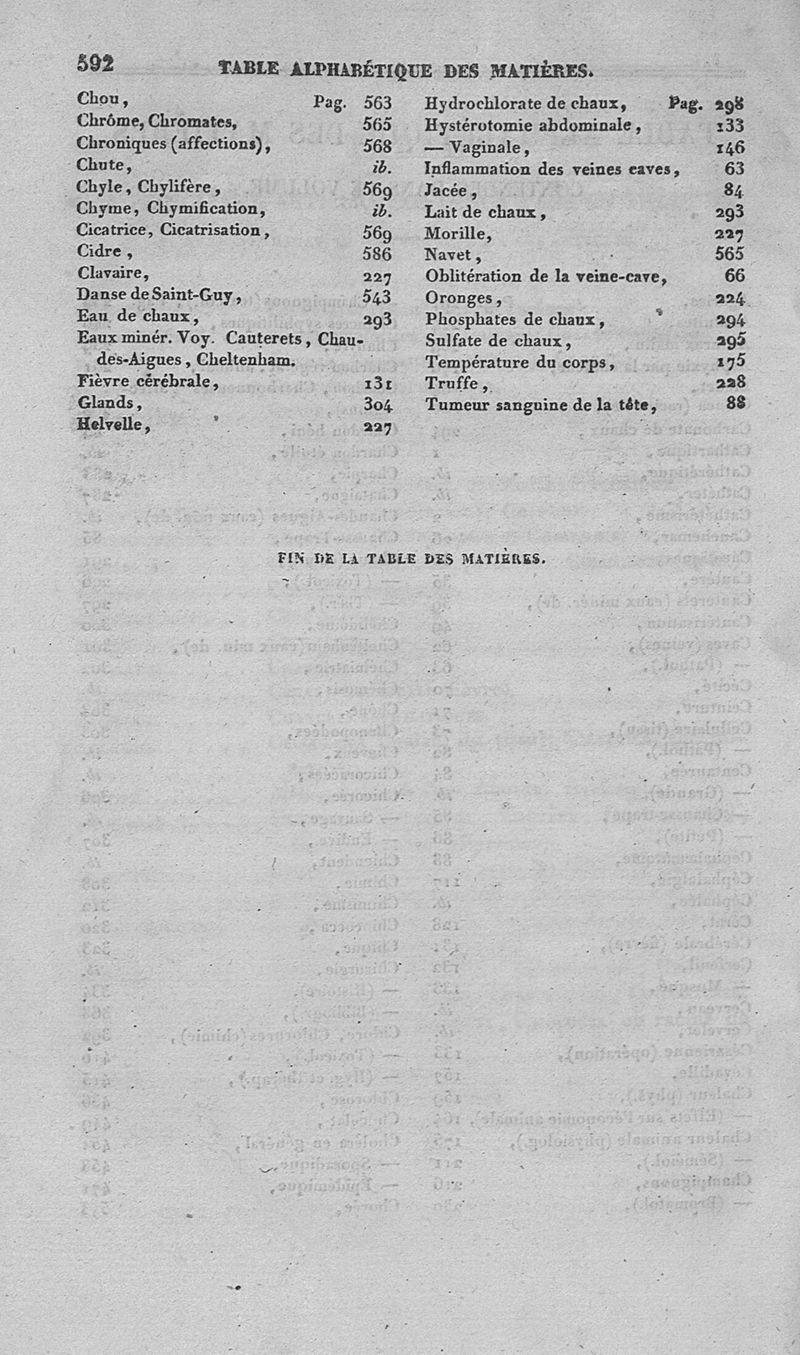 592 TABLE ALPHABÉTIQUE DES MATIÈRES.
Chou, Pag. 563
Chrôme, Chromates, 565
Chroniques (affections), 568
Chute, ib.
Chyle, Chylifère, 569
Chyme, Chymification, ib.
Cicatrice, Cicatrisation, 569
Cidre, 586
Clavaire, 227
Danse de Saint-Guy, 543
Eau de chaux, 293
Eaux minér. Voy. Cauterets, Chau-
des-Aigues, Cheltenham.
Fièvre cérébrale, 131
Glands, 304
Helvelle, 227
Hydrochlorate de chaux, Pag. 298
Hystérotomie abdominale, 133
— Vaginale, 146
Inflammation des veines caves, 63
Jacée, 84
Lait de chaux, 293
Morille, 227
Navet, 565
Oblitération de la veine-cave, 66
Oronges, 224
Phosphates de chaux, 294
Sulfate de chaux, 295
Température du corps, 175
Truffe, 228
Tumeur sanguine de la tête, 88
FIN DE LA TABLE DES MATIÈRES.